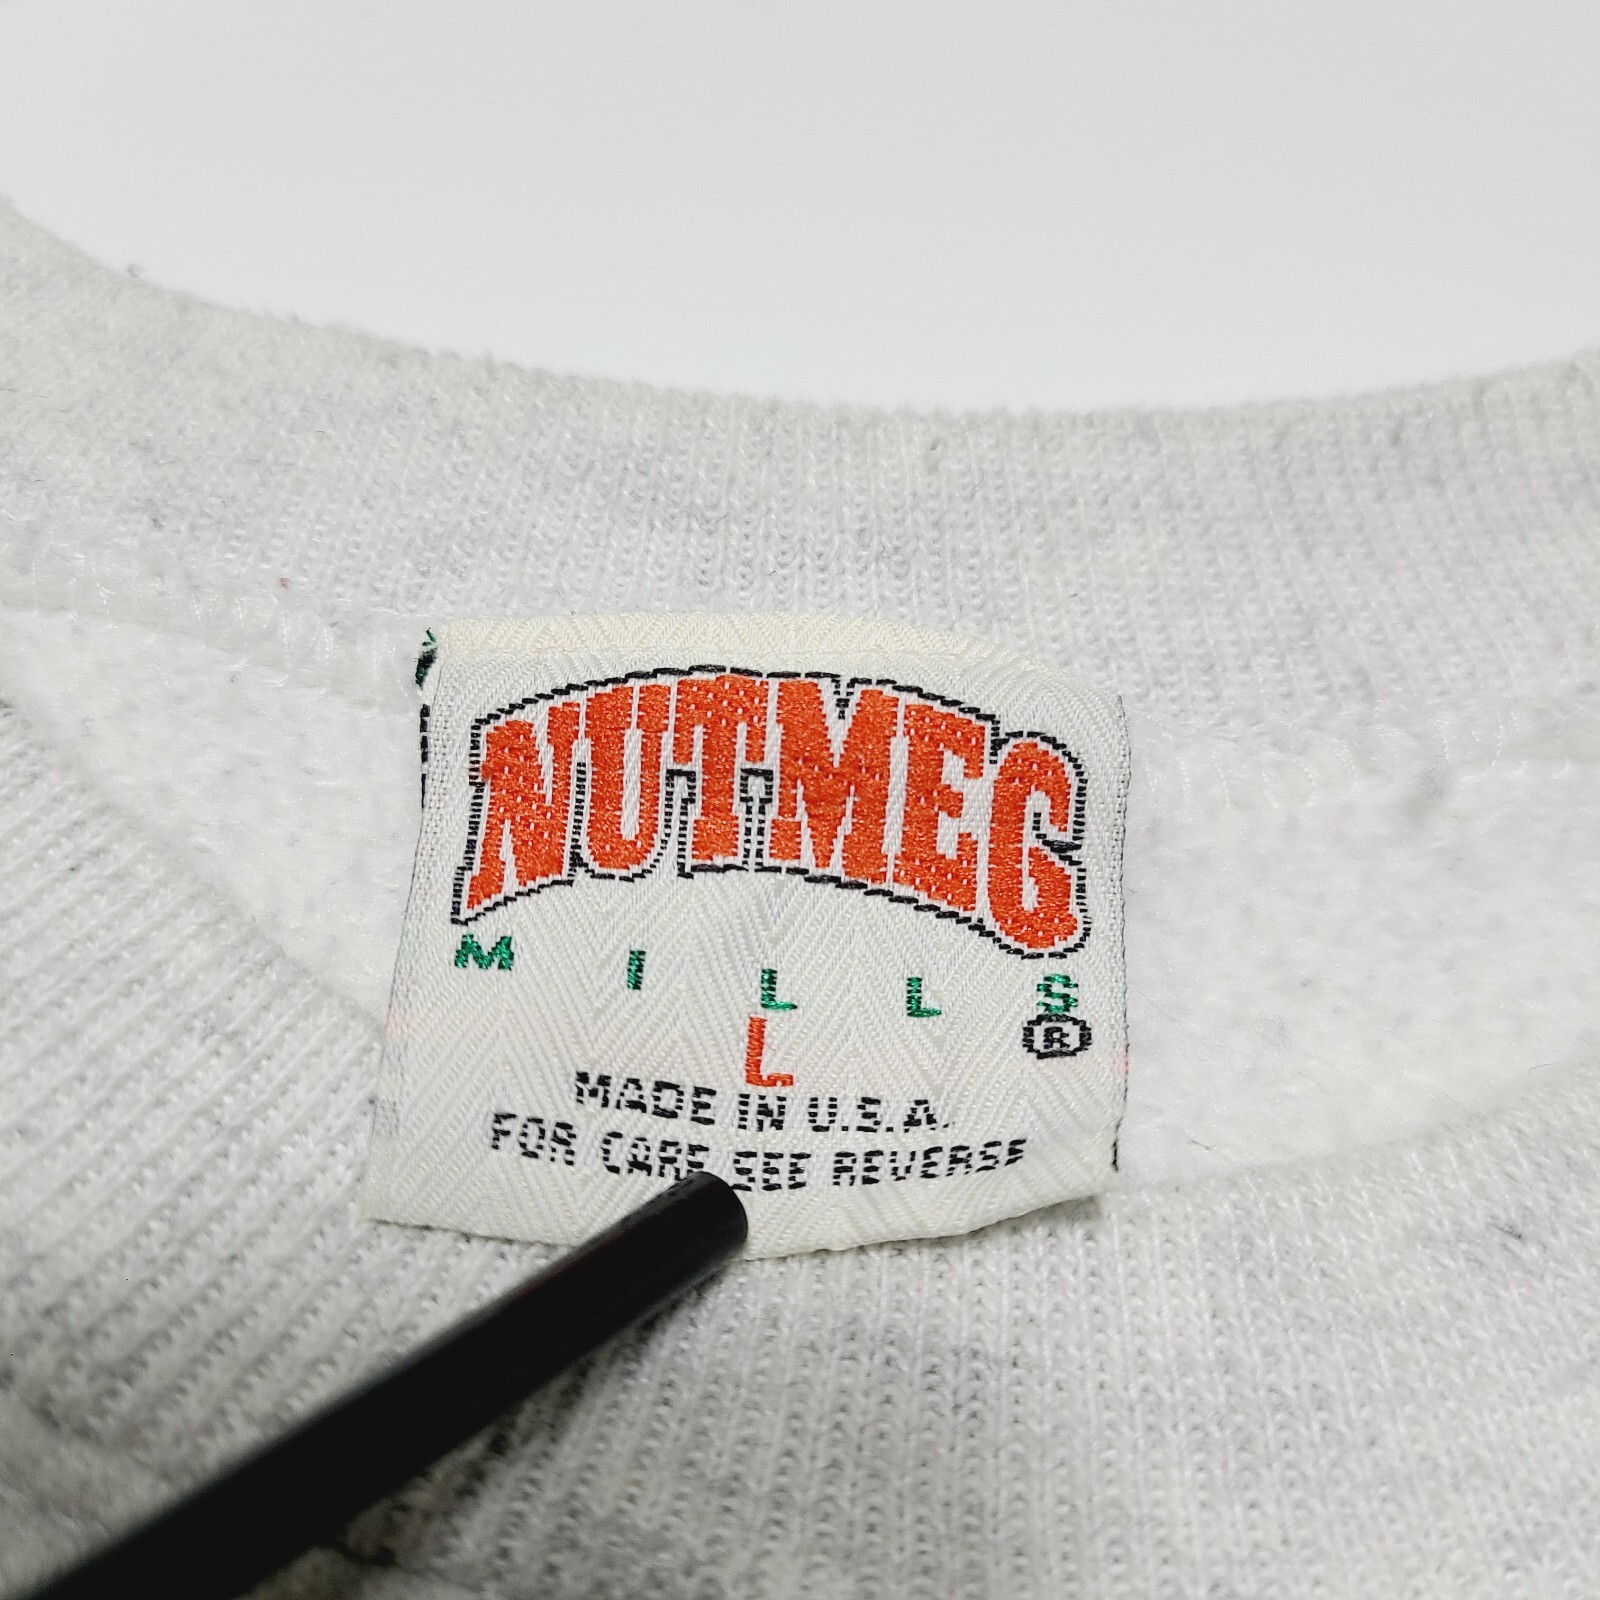 NUTMEG
MILLS
®
L
MADE IN U.S.A.
FOR CARE SEE REVERSE